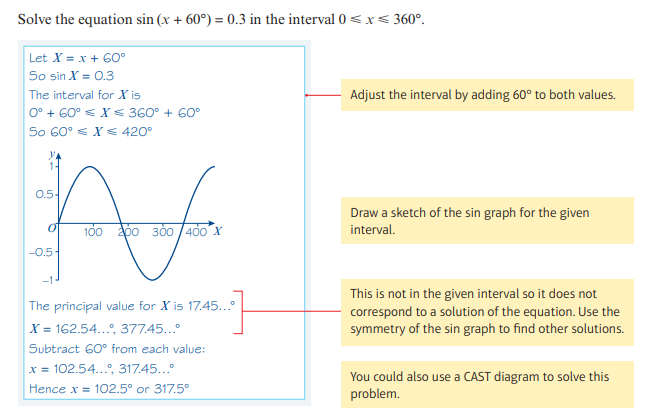 Solve the equation sin (x + 60°) = 0.3 in the interval 0 ⩽ x ⩽ 360°.
Let X = x + 60°
So sin X = 0.3
The interval for X is
0° + 60° ⩽ X ⩽ 360° + 60°
So 60° ⩽ X ⩽ 420°
Adjust the interval by adding 60° to both values.
y
1
0.5
O
100 200 300 400 X
–0.5
–1
Draw a sketch of the sin graph for the given
interval.
The principal value for X is 17.45...°
X = 162.54...°, 377.45...°
Subtract 60° from each value:
x = 102.54...°, 317.45...°
Hence x = 102.5° or 317.5°
This is not in the given interval so it does not
correspond to a solution of the equation. Use the
symmetry of the sin graph to find other solutions.
You could also use a CAST diagram to solve this
problem.